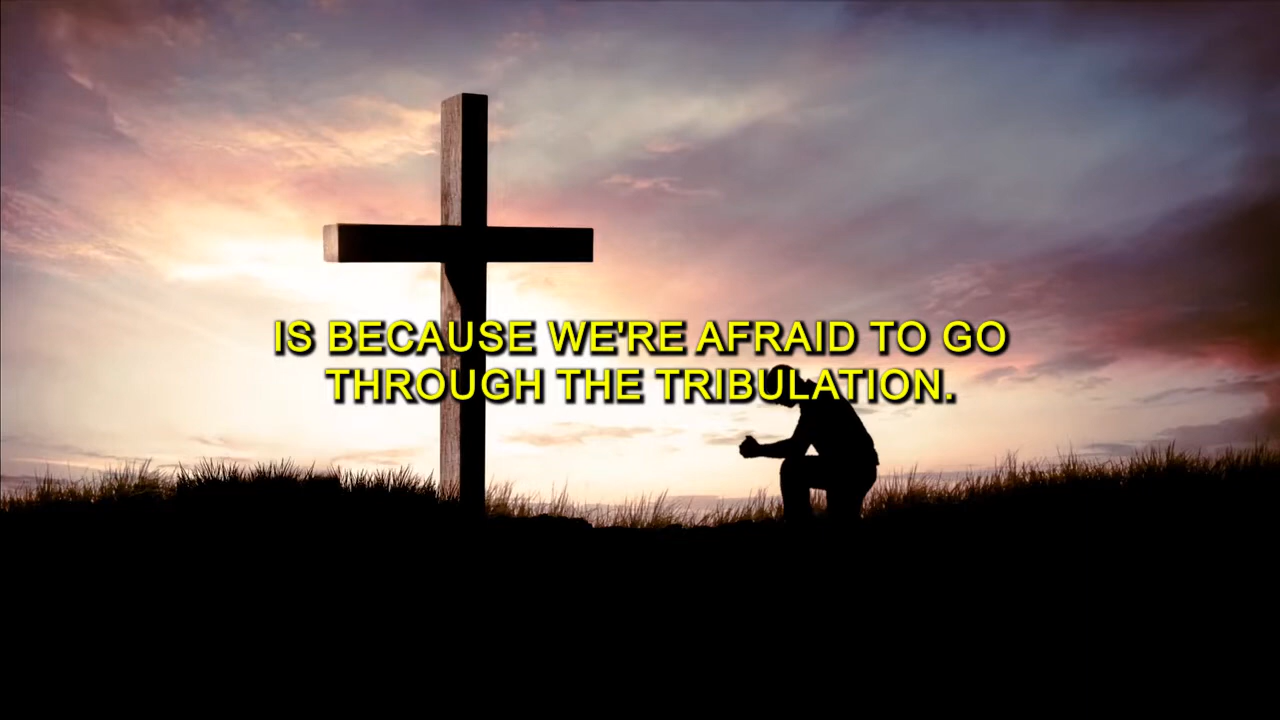 IS BECAUSE WE'RE AFRAID TO GO
THROUGH THE TRIBULATION.